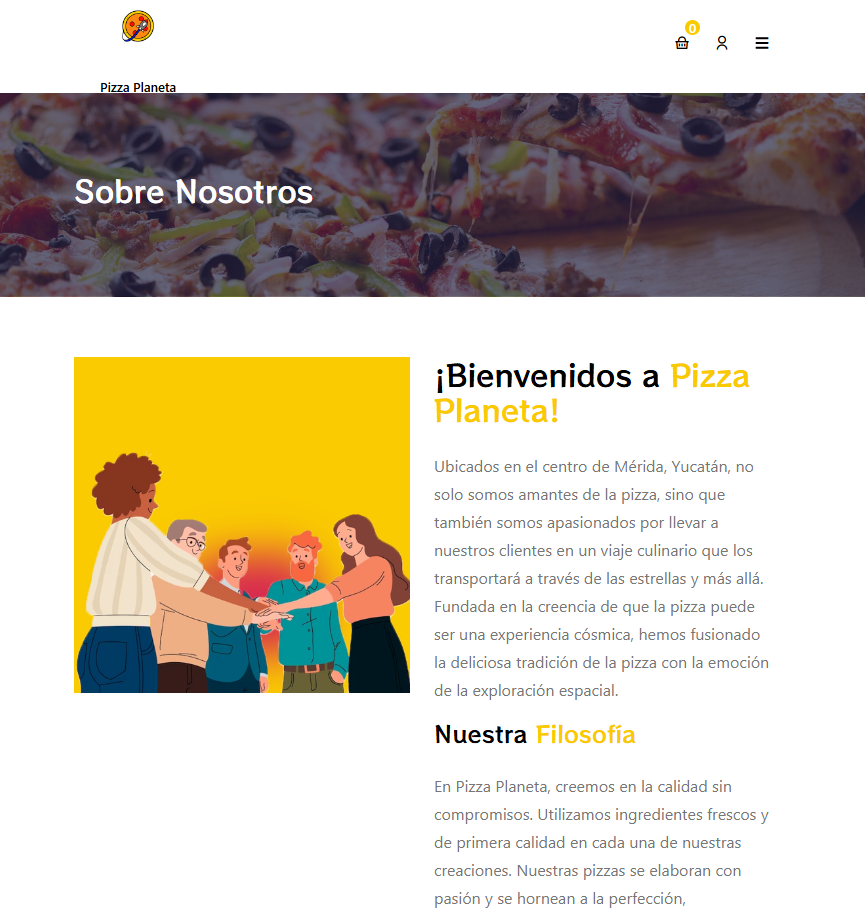 0
Pizza Planeta
Sobre Nosotros
¡Bienvenidos a Pizza
Planeta!
Ubicados en el centro de Mérida, Yucatán, no
solo somos amantes de la pizza, sino que
también somos apasionados por llevar a
nuestros clientes en un viaje culinario que los
transportará a través de las estrellas y más allá.
Fundada en la creencia de que la pizza puede
ser una experiencia cósmica, hemos fusionado
la deliciosa tradición de la pizza con la emoción
de la exploración espacial.
Nuestra Filosofía
En Pizza Planeta, creemos en la calidad sin
compromisos. Utilizamos ingredientes frescos y
de primera calidad en cada una de nuestras
creaciones. Nuestras pizzas se elaboran con
pasión y se hornean a la perfección,